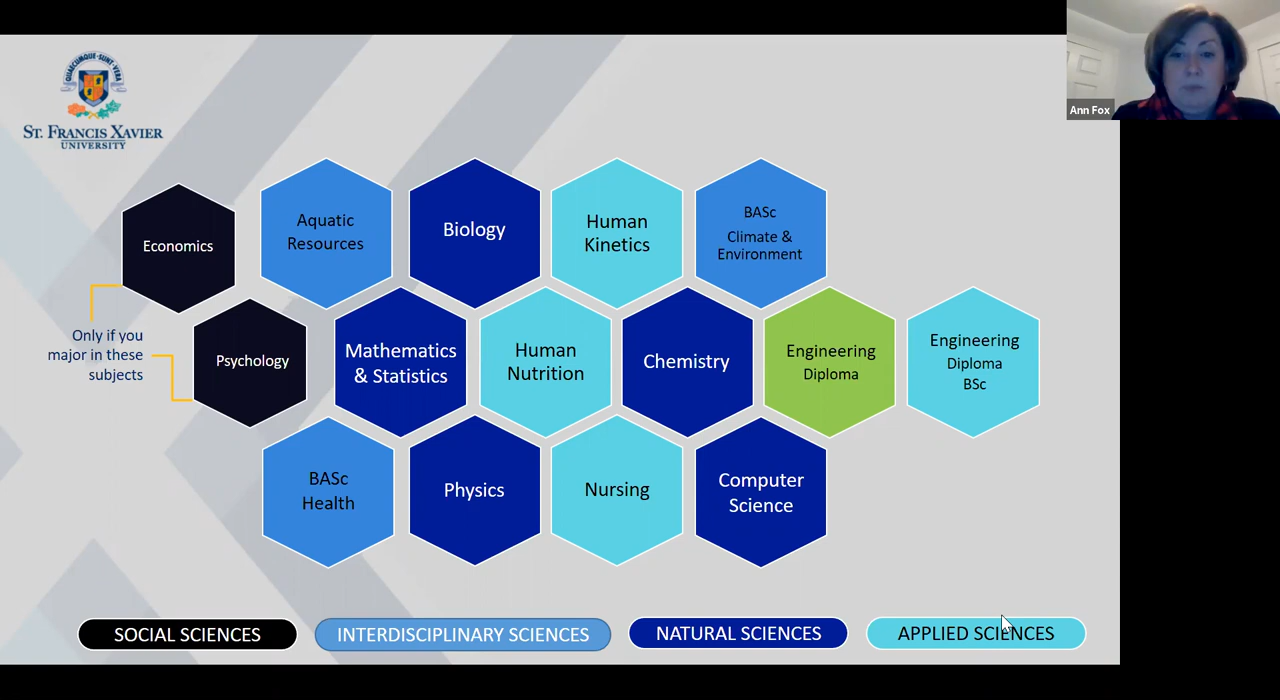 QUAECUMQUE·SUNT·VERA
ST. FRANCIS XAVIER
UNIVERSITY
Ann Fox
Economics
Aquatic
Resources
Biology
Human
Kinetics
BASc
Climate &
Environment
Only if you
major in these
subjects
Psychology
Mathematics
& Statistics
Human
Nutrition
Chemistry
Engineering
Diploma
Engineering
Diploma
BSc
BASc
Health
Physics
Nursing
Computer
Science
SOCIAL SCIENCES
INTERDISCIPLINARY SCIENCES
NATURAL SCIENCES
APPLIED SCIENCES